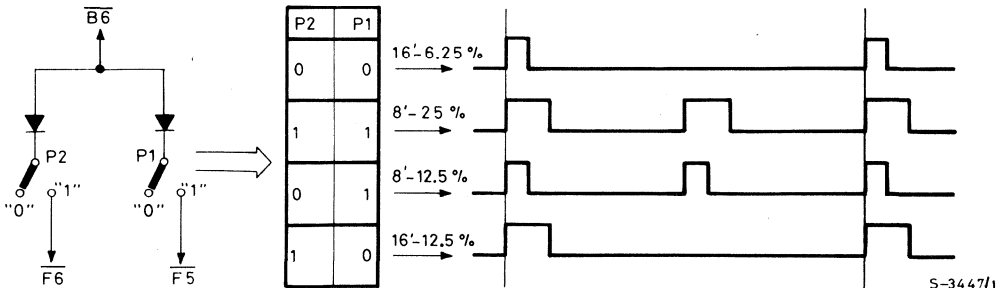 B6
P2 P1
16'-6.25 %
0 0
8'-25 %
1 1
P2 P1
"0" "1" "0" "1"
8'-12.5 %
0 1
16'-12.5 %
1 0
F6 F5
S-3447/1